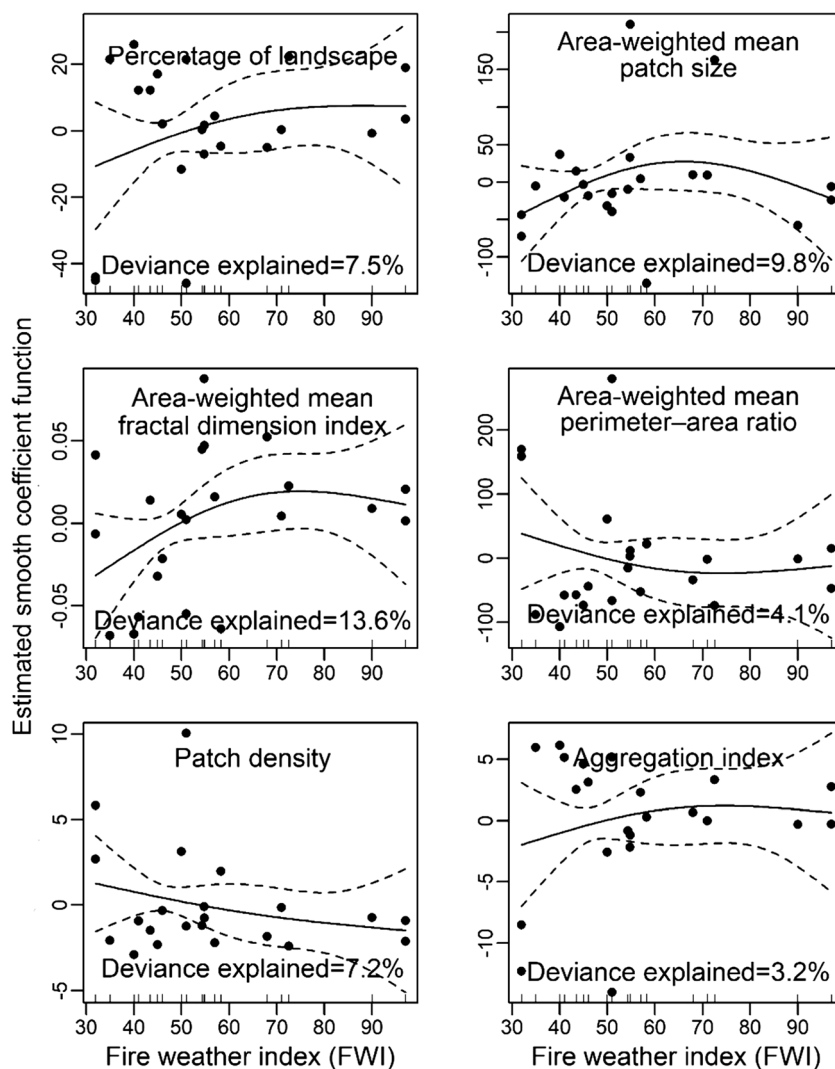 Estimated smooth coefficient function
Percentage of landscape
20
0
-20
-40
Deviance explained=7.5%
30 40 50 60 70 80 90
Area-weighted mean
patch size
150
50
0
-100
Deviance explained=9.8%
30 40 50 60 70 80 90
Area-weighted mean
fractal dimension index
0.05
0.00
-0.05
Deviance explained=13.6%
30 40 50 60 70 80 90
Area-weighted mean
perimeter–area ratio
200
100
0
-100
Deviance explained=4.1%
30 40 50 60 70 80 90
Patch density
10
5
0
-5
Deviance explained=7.2%
30 40 50 60 70 80 90
Fire weather index (FWI)
Aggregation index
5
0
-5
-10
Deviance explained=3.2%
30 40 50 60 70 80 90
Fire weather index (FWI)